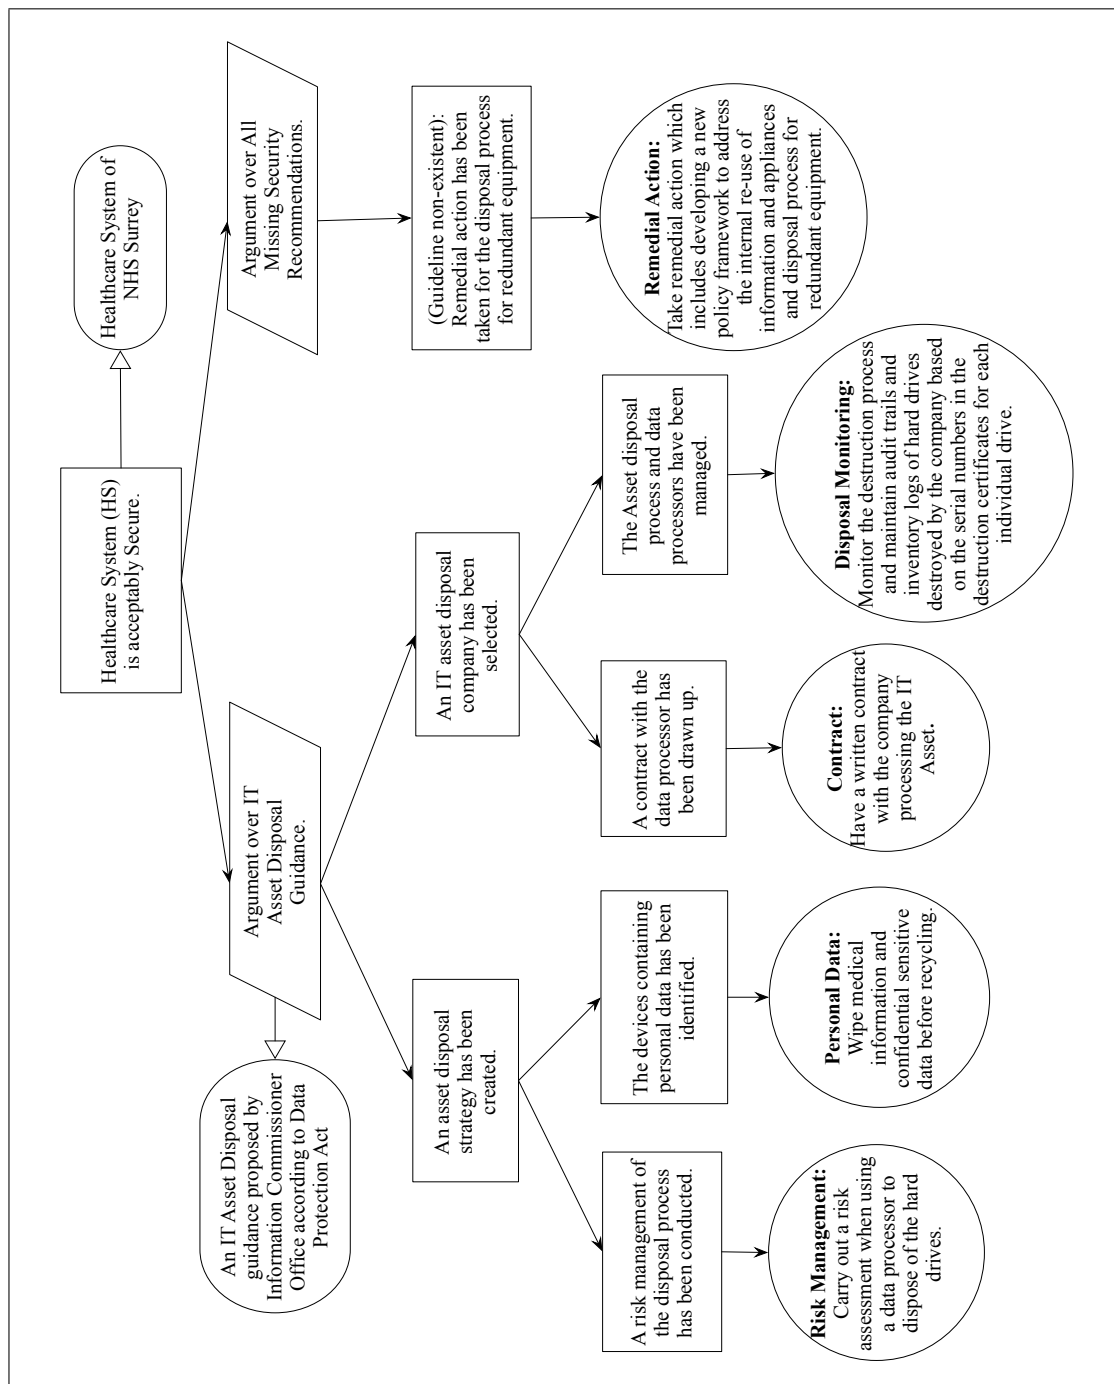 Healthcare System (HS)
is acceptably Secure.
Healthcare System of
NHS Surrey
An IT Asset Disposal
guidance proposed by
Information Commissioner
Office according to Data
Protection Act
Argument over IT
Asset Disposal
Guidance.
Argument over All
Missing Security
Recommendations.
An asset disposal
strategy has been
created.
An IT asset disposal
company has been
selected.
(Guideline non-existent):
Remedial action has been
taken for the disposal process
for redundant equipment.
A risk management of
the disposal process
has been conducted.
The devices containing
personal data has been
identified.
A contract with the
data processor has
been drawn up.
The Asset disposal
process and data
processors have been
managed.
Risk Management:
Carry out a risk
assessment when using
a data processor to
dispose of the hard
drives.
Personal Data:
Wipe medical
information and
confidential sensitive
data before recycling.
Contract:
Have a written contract
with the company
processing the IT
Asset.
Disposal Monitoring:
Monitor the destruction process
and maintain audit trails and
inventory logs of hard drives
destroyed by the company based
on the serial numbers in the
destruction certificates for each
individual drive.
Remedial Action:
Take remedial action which
includes developing a new
policy framework to address
the internal re-use of
information and appliances
and disposal process for
redundant equipment.